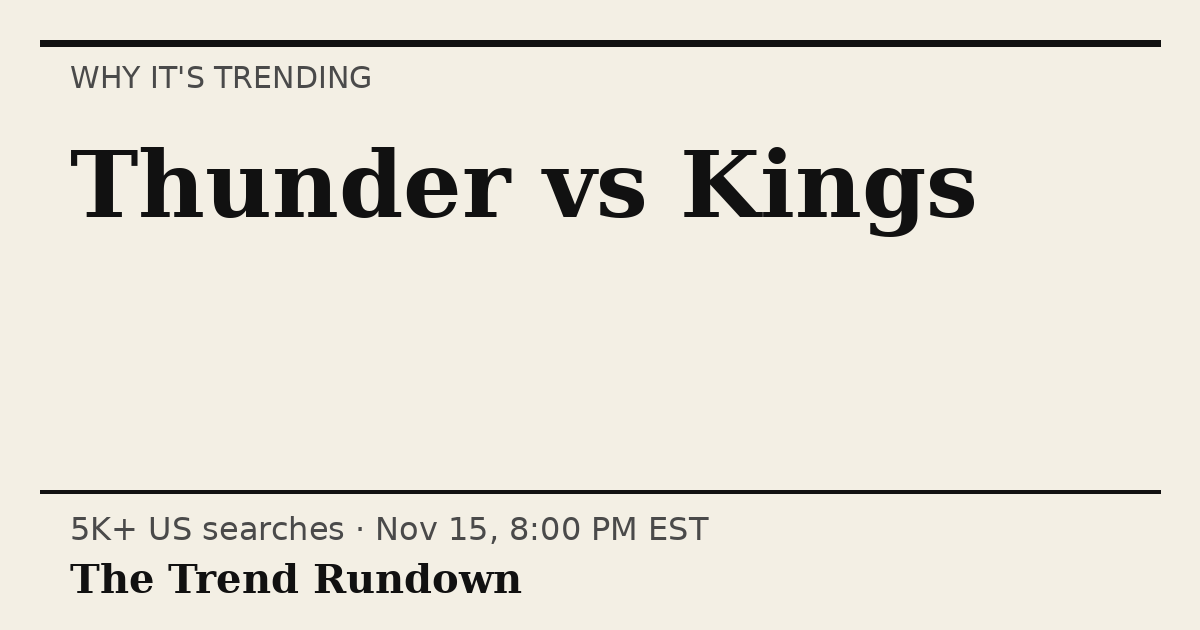 WHY IT'S TRENDING
Thunder vs Kings
5K+ US searches · Nov 15, 8:00 PM EST
The Trend Rundown